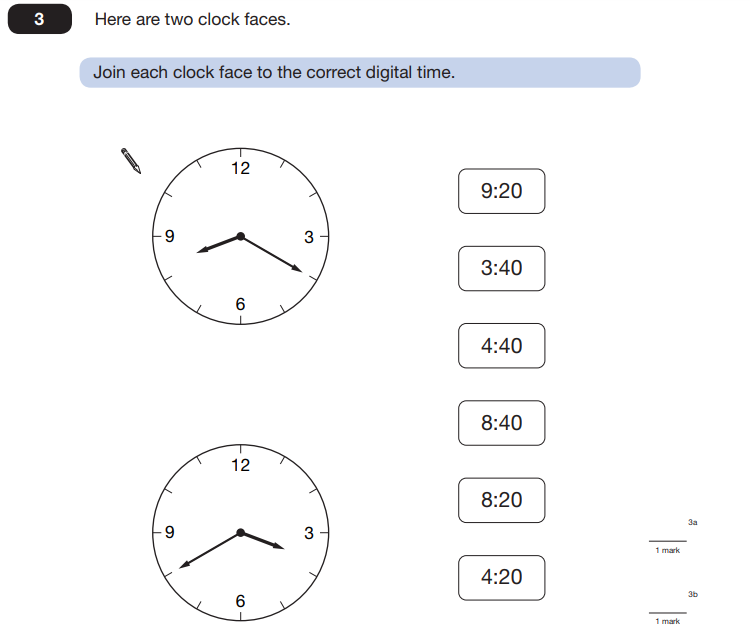 3 Here are two clock faces.
Join each clock face to the correct digital time.
12
9 3
6
9:20
3:40
4:40
8:40
8:20
4:20
12
9 3
6
3a
1 mark
3b
1 mark